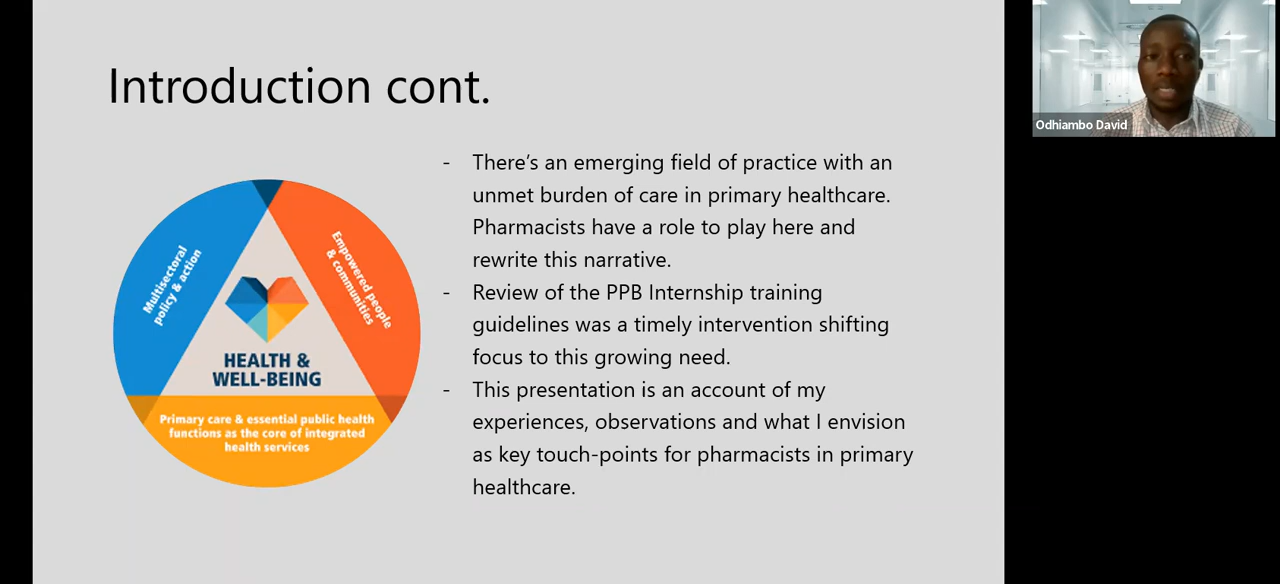 Introduction cont.
Multisectoral
policy & action
Empowered people
& communities
HEALTH &
WELL-BEING
Primary care & essential public health
functions as the core of integrated
health services
- There’s an emerging field of practice with an
unmet burden of care in primary healthcare.
Pharmacists have a role to play here and
rewrite this narrative.
- Review of the PPB Internship training
guidelines was a timely intervention shifting
focus to this growing need.
- This presentation is an account of my
experiences, observations and what I envision
as key touch-points for pharmacists in primary
healthcare.
Odhiambo David